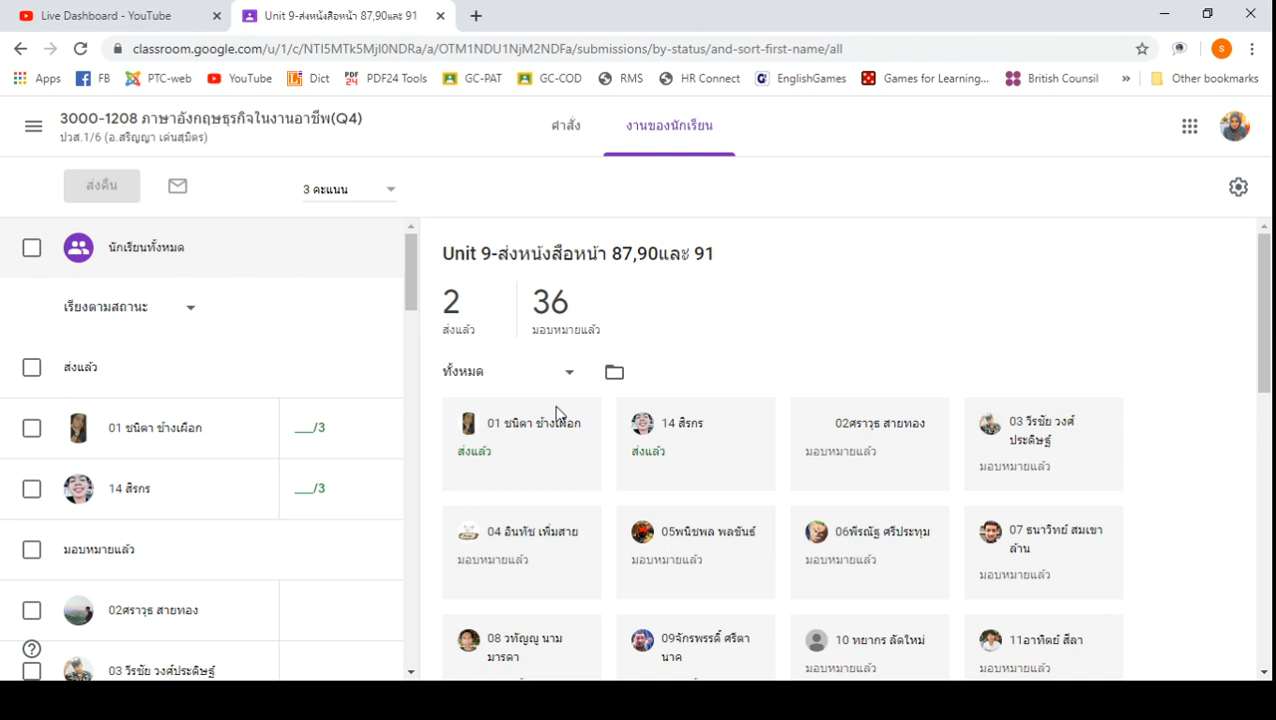 Live Dashboard - YouTube
Unit 9-ส่งหนังสือหน้า 87,90และ 91
classroom.google.com/u/1/c/NTI5MTk5MjI0NDRa/a/OTM1NDU1NjM2NDFa/submissions/by-status/and-sort-first-name/all
Apps FB PTC-web YouTube Dict PDF24 Tools GC-PAT GC-COD RMS HR Connect EnglishGames Games for Learning... British Counsil » Other bookmarks
3000-1208 ภาษาอังกฤษธุรกิจในงานอาชีพ(Q4)
ปวส.1/6 (อ.สริญญา เด่นสุมิตร)
คำสั่ง
งานของนักเรียน
ส่งคืน
3 คะแนน
นักเรียนทั้งหมด
เรียงตามสถานะ
ส่งแล้ว
01 ชนิดา ช้างเผือก
___/3
14 สิรกร
___/3
มอบหมายแล้ว
02ศราวุธ สายทอง
03 วีรชัย วงศ์ประดิษฐ์
Unit 9-ส่งหนังสือหน้า 87,90และ 91
2 36
ส่งแล้ว มอบหมายแล้ว
ทั้งหมด
01 ชนิดา ช้างเผือก
ส่งแล้ว
14 สิรกร
ส่งแล้ว
02ศราวุธ สายทอง
มอบหมายแล้ว
03 วีรชัย วงศ์
ประดิษฐ์
มอบหมายแล้ว
04 อินทัช เพิ่มสาย
มอบหมายแล้ว
05พนิชพล พลขันธ์
มอบหมายแล้ว
06พีรณัฐ ศรีประทุม
มอบหมายแล้ว
07 ธนาวิทย์ สมเขา
ล้าน
มอบหมายแล้ว
08 วทัญญู นาม
มารดา
09จักรพรรดิ์ ศรีดา
นาค
10 ทยากร ลัดใหม่
มอบหมายแล้ว
11อาทิตย์ สีลา
มอบหมายแล้ว